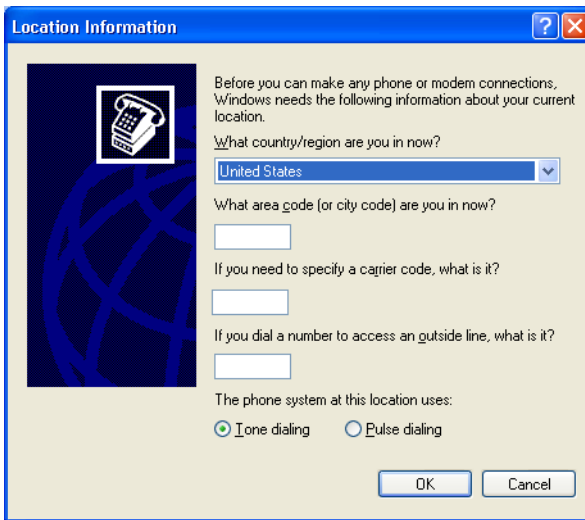 Location Information
Before you can make any phone or modem connections,
Windows needs the following information about your current
location.
What country/region are you in now?
United States
What area code (or city code) are you in now?
If you need to specify a carrier code, what is it?
If you dial a number to access an outside line, what is it?
The phone system at this location uses:
Tone dialing Pulse dialing
OK Cancel